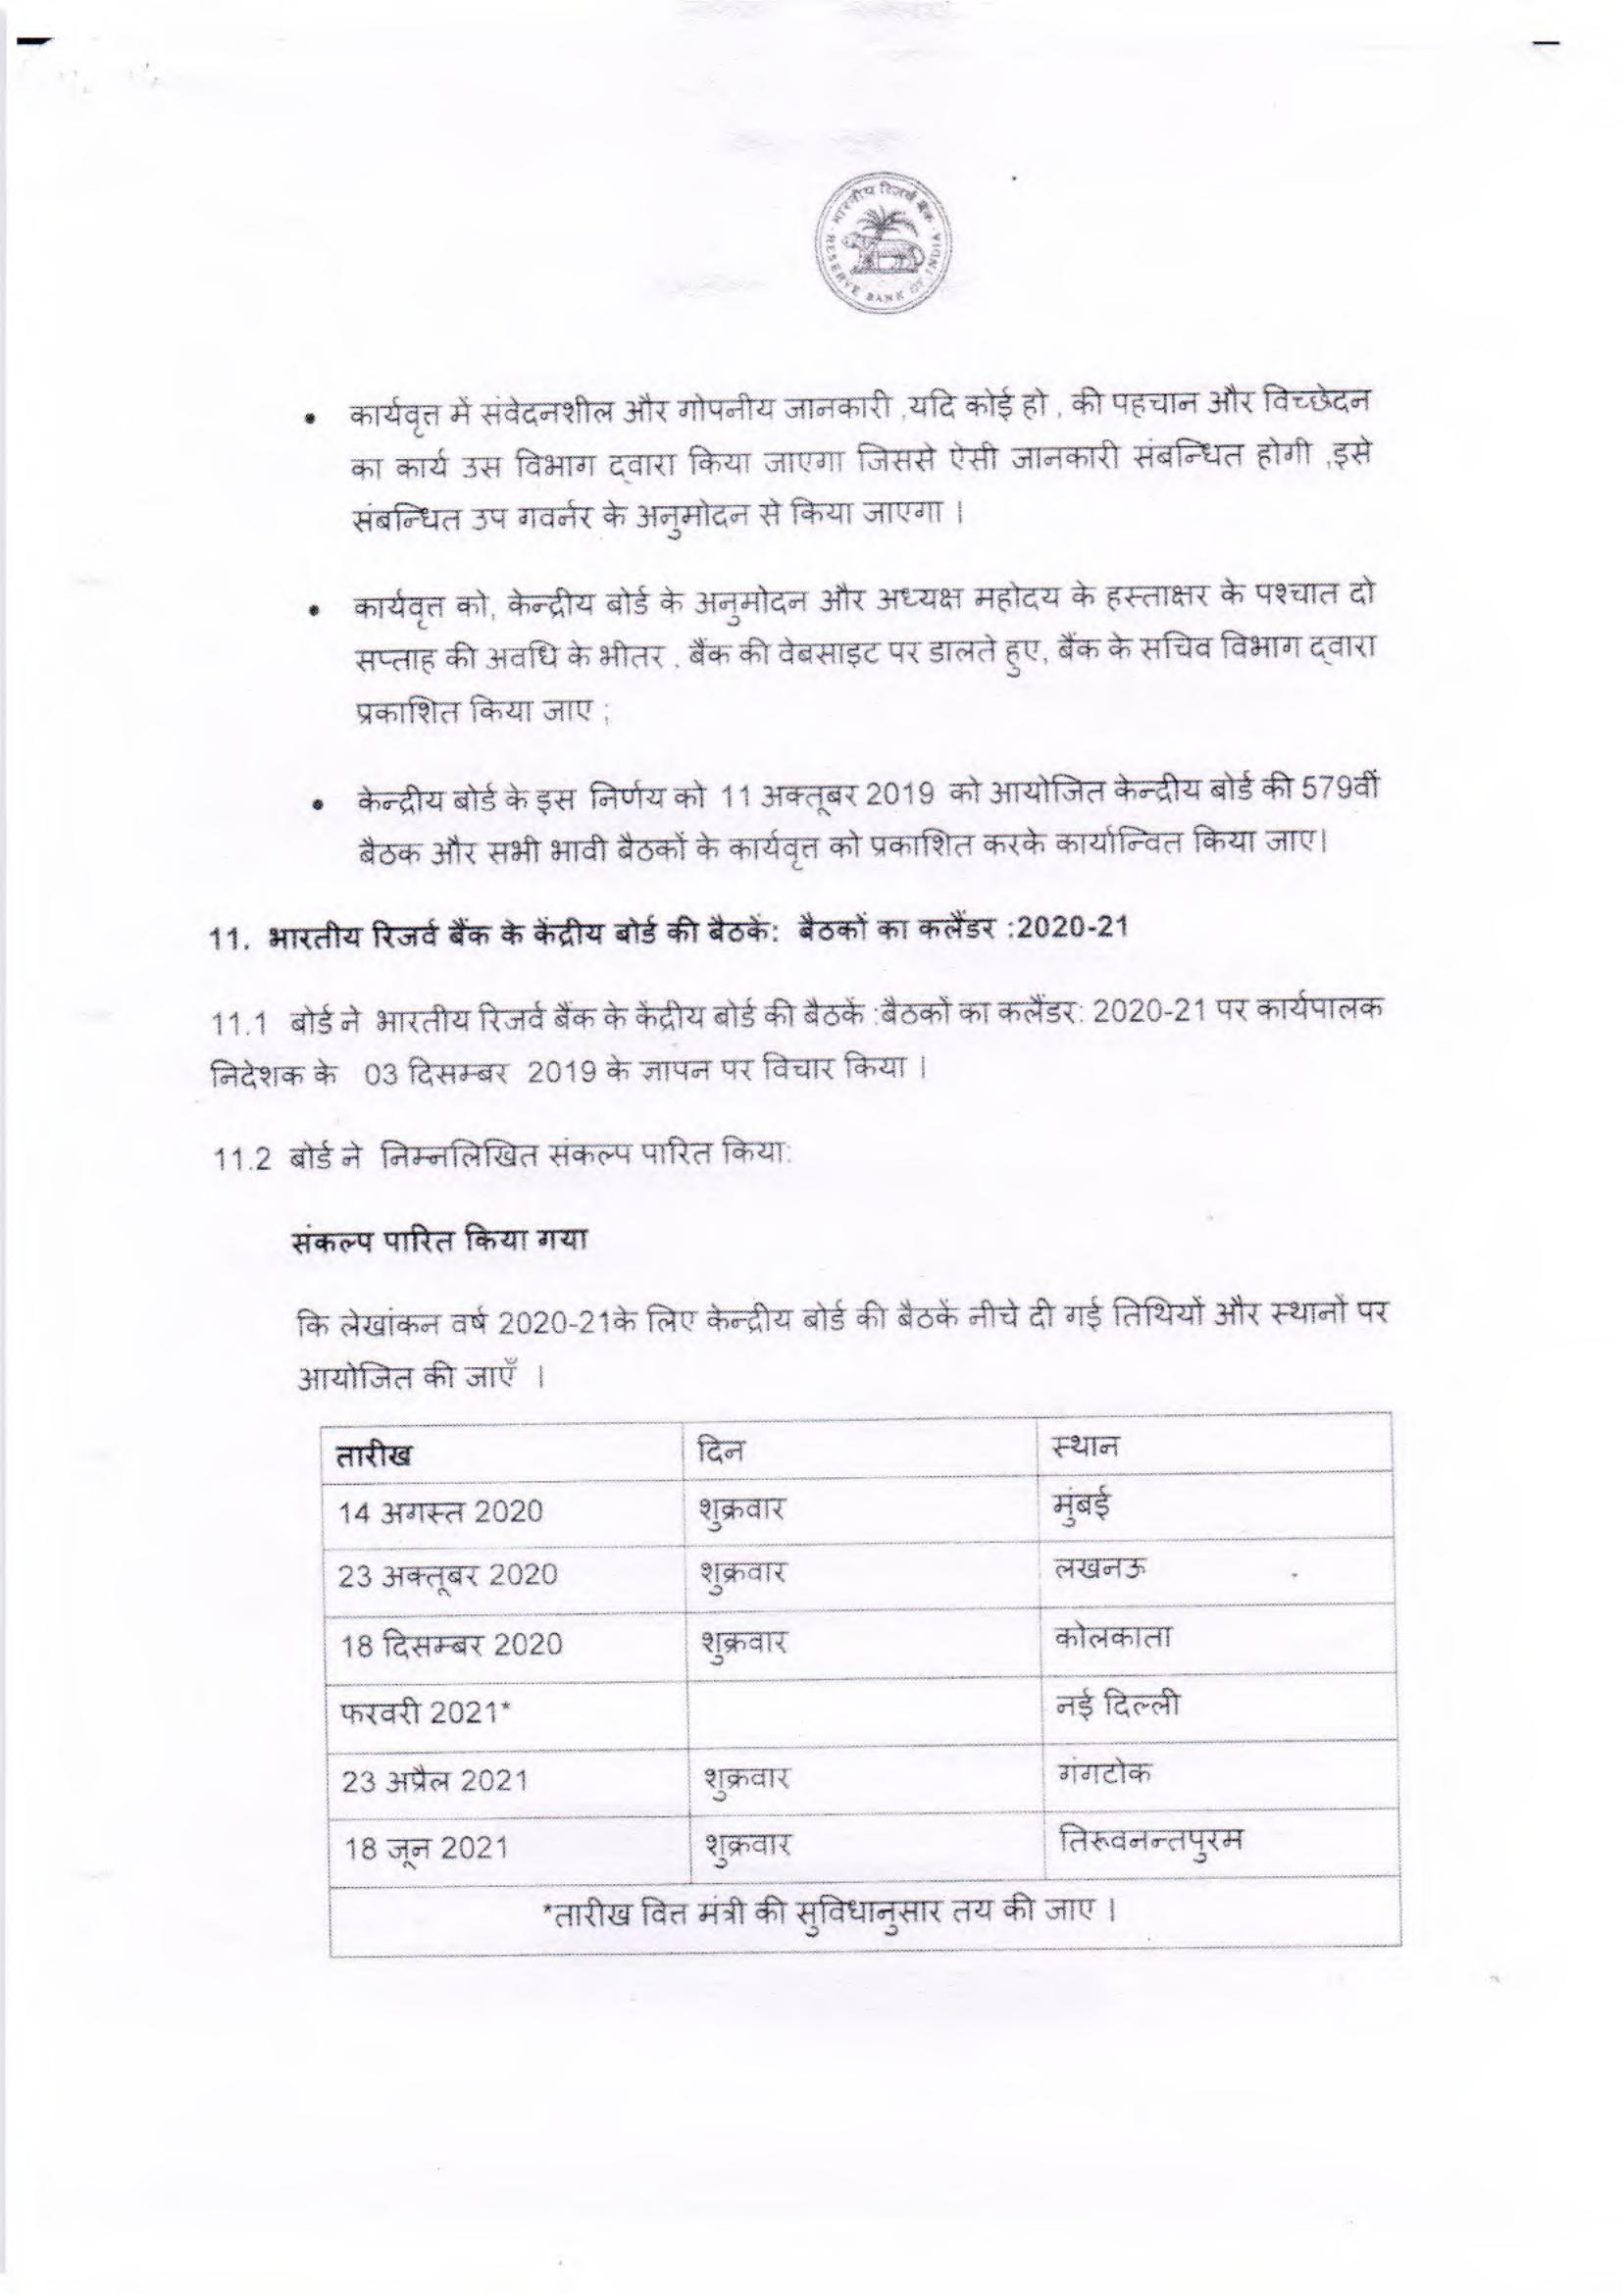 भारतीय रिजर्व बैंक
RESERVE BANK OF INDIA
• कार्यवृत्त में संवेदनशील और गोपनीय जानकारी ,यदि कोई हो , की पहचान और विच्छेदन
का कार्य उस विभाग द्वारा किया जाएगा जिससे ऐसी जानकारी संबन्धित होगी ,इसे
संबन्धित उप गवर्नर के अनुमोदन से किया जाएगा ।
• कार्यवृत्त को, केन्द्रीय बोर्ड के अनुमोदन और अध्यक्ष महोदय के हस्ताक्षर के पश्चात दो
सप्ताह की अवधि के भीतर , बैंक की वेबसाइट पर डालते हुए, बैंक के सचिव विभाग द्वारा
प्रकाशित किया जाए ;
• केन्द्रीय बोर्ड के इस निर्णय को 11 अक्तूबर 2019 को आयोजित केन्द्रीय बोर्ड की 579वीं
बैठक और सभी भावी बैठकों के कार्यवृत्त को प्रकाशित करके कार्यान्वित किया जाए।
11. भारतीय रिजर्व बैंक के केंद्रीय बोर्ड की बैठकें: बैठकों का कलैंडर :2020-21
11.1 बोर्ड ने भारतीय रिजर्व बैंक के केंद्रीय बोर्ड की बैठकें :बैठकों का कलैंडर: 2020-21 पर कार्यपालक
निदेशक के 03 दिसम्बर 2019 के ज्ञापन पर विचार किया ।
11.2 बोर्ड ने निम्नलिखित संकल्प पारित किया:
संकल्प पारित किया गया
कि लेखांकन वर्ष 2020-21के लिए केन्द्रीय बोर्ड की बैठकें नीचे दी गई तिथियों और स्थानों पर
आयोजित की जाएँ ।
तारीख दिन स्थान
14 अगस्त 2020 शुक्रवार मुंबई
23 अक्तूबर 2020 शुक्रवार लखनऊ
18 दिसम्बर 2020 शुक्रवार कोलकाता
फरवरी 2021* नई दिल्ली
23 अप्रैल 2021 शुक्रवार गंगटोक
18 जून 2021 शुक्रवार तिरूवनन्तपुरम
*तारीख वित्त मंत्री की सुविधानुसार तय की जाए ।